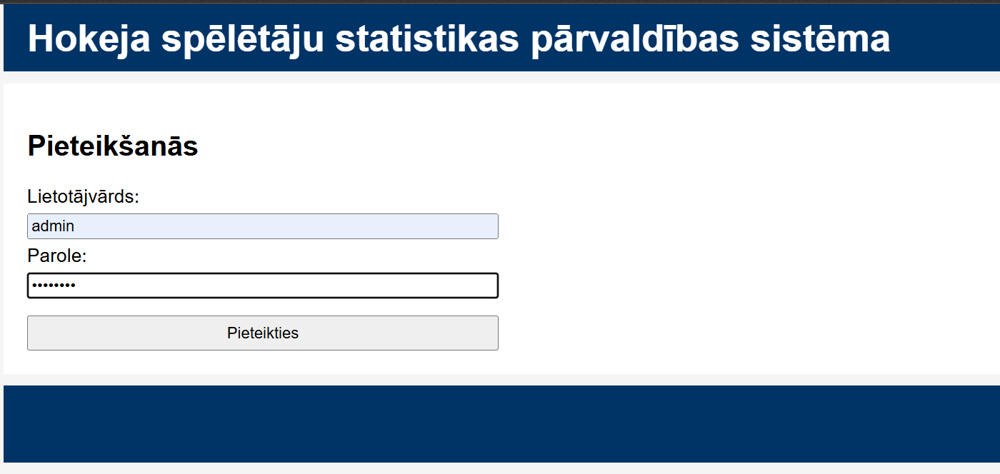 Hokeja spēlētāju statistikas pārvaldības sistēma
Pieteikšanās
Lietotājvārds:
admin
Parole:
••••••••
Pieteikties